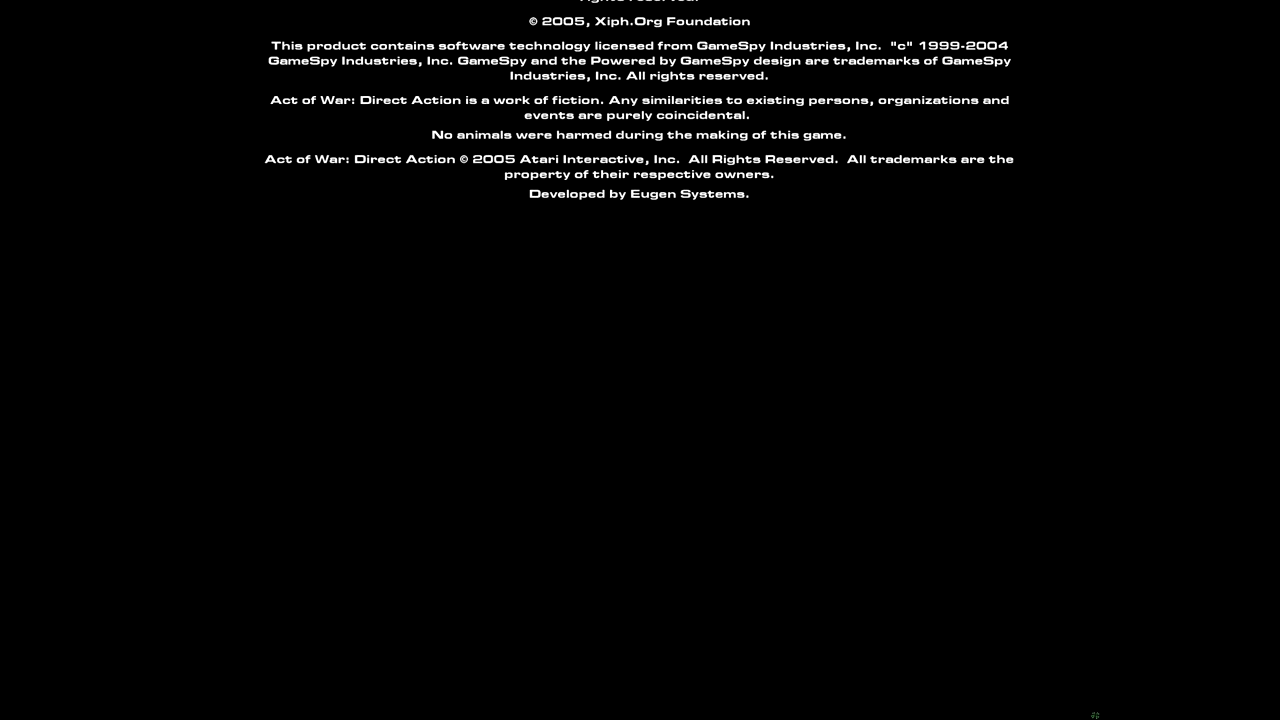 © 2005, Xiph.Org Foundation
This product contains software technology licensed from GameSpy Industries, Inc.  "c" 1999-2004
GameSpy Industries, Inc. GameSpy and the Powered by GameSpy design are trademarks of GameSpy
Industries, Inc. All rights reserved.
Act of War: Direct Action is a work of fiction. Any similarities to existing persons, organizations and
events are purely coincidental.
No animals were harmed during the making of this game.
Act of War: Direct Action © 2005 Atari Interactive, Inc.  All Rights Reserved.  All trademarks are the
property of their respective owners.
Developed by Eugen Systems.